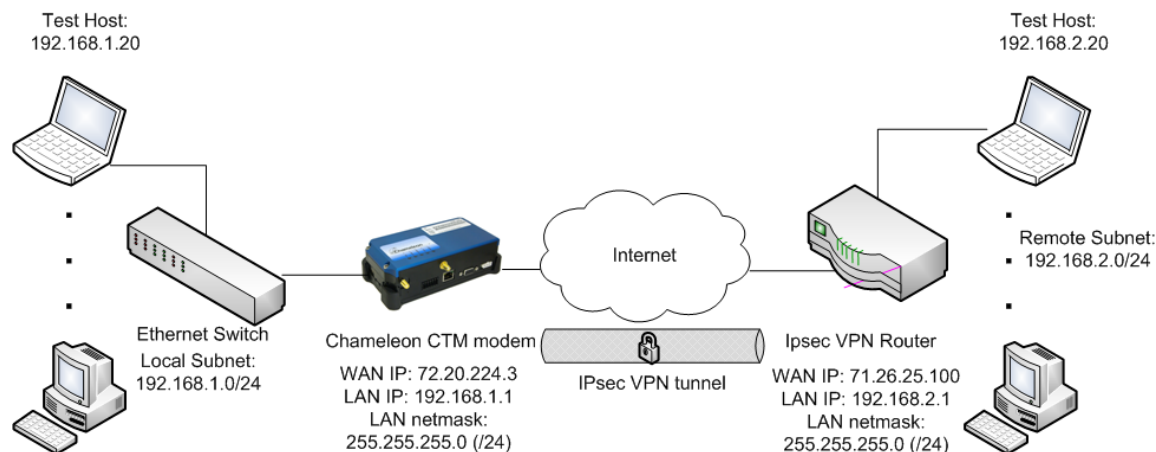 Test Host:
192.168.1.20
Test Host:
192.168.2.20
Internet
Remote Subnet:
192.168.2.0/24
Ethernet Switch
Local Subnet:
192.168.1.0/24
Chameleon CTM modem
WAN IP: 72.20.224.3
LAN IP: 192.168.1.1
LAN netmask:
255.255.255.0 (/24)
IPsec VPN tunnel
Ipsec VPN Router
WAN IP: 71.26.25.100
LAN IP: 192.168.2.1
LAN netmask:
255.255.255.0 (/24)